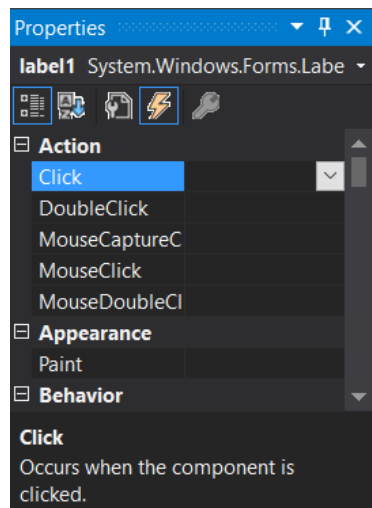 Properties
label1 System.Windows.Forms.Labe
Action
Click
DoubleClick
MouseCaptureC
MouseClick
MouseDoubleCl
Appearance
Paint
Behavior
Click
Occurs when the component is
clicked.